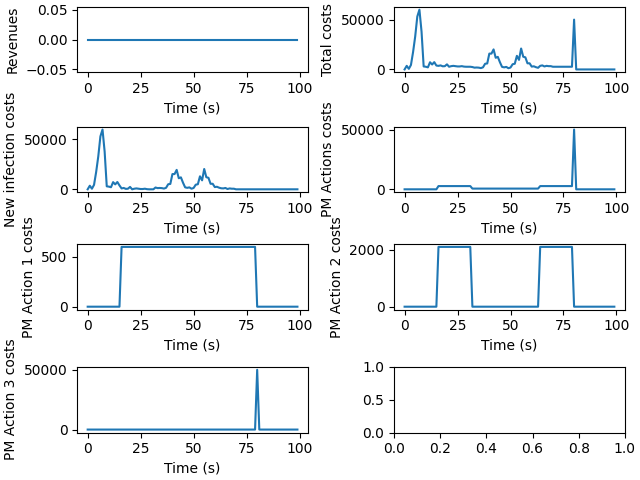 Revenues
0.05
0.00
−0.05
0 25 50 75 100
Time (s)
Total costs
50000
0
0 25 50 75 100
Time (s)
New infection costs
50000
0
0 25 50 75 100
Time (s)
PM Actions costs
50000
0
0 25 50 75 100
Time (s)
PM Action 1 costs
500
0
0 25 50 75 100
Time (s)
PM Action 2 costs
2000
0
0 25 50 75 100
Time (s)
PM Action 3 costs
50000
0
0 25 50 75 100
Time (s)
1.0
0.5
0.0
0.0 0.2 0.4 0.6 0.8 1.0